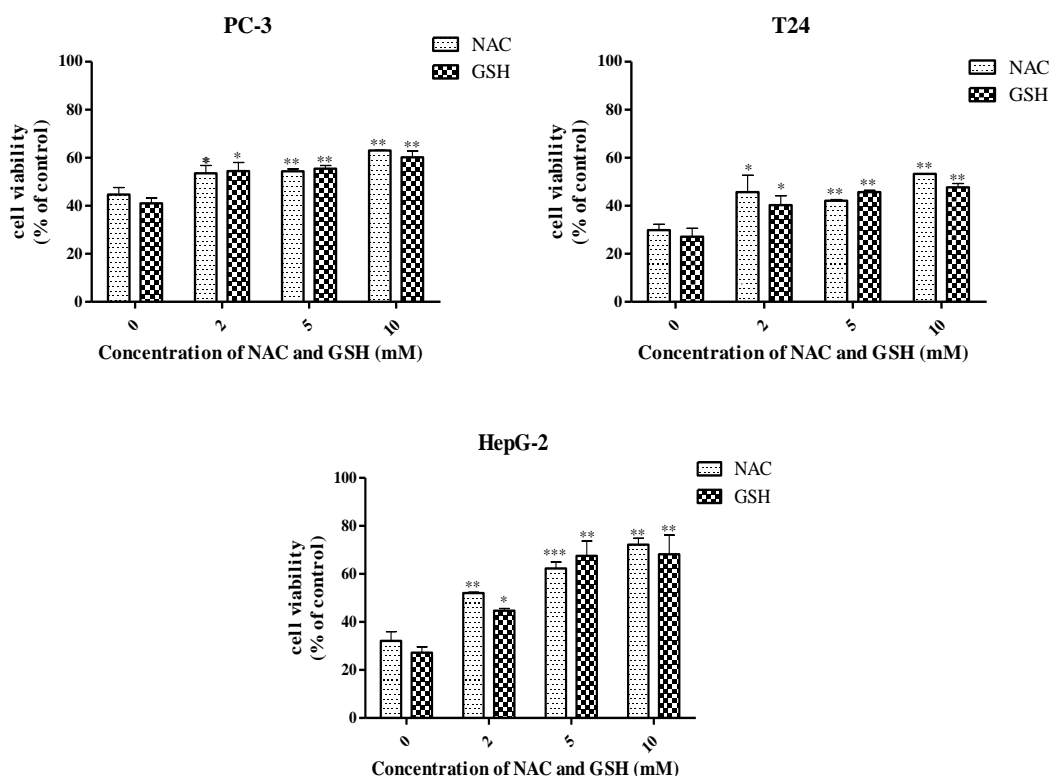 PC-3
NAC
GSH
100
80
60
40
20
0
cell viability
(% of control)
* * ** ** ** **
0 2 5 10
Concentration of NAC and GSH (mM)
T24
NAC
GSH
100
80
60
40
20
0
cell viability
(% of control)
* * ** ** ** **
0 2 5 10
Concentration of NAC and GSH (mM)
HepG-2
NAC
GSH
100
80
60
40
20
0
cell viability
(% of control)
** * *** ** ** **
0 2 5 10
Concentration of NAC and GSH (mM)